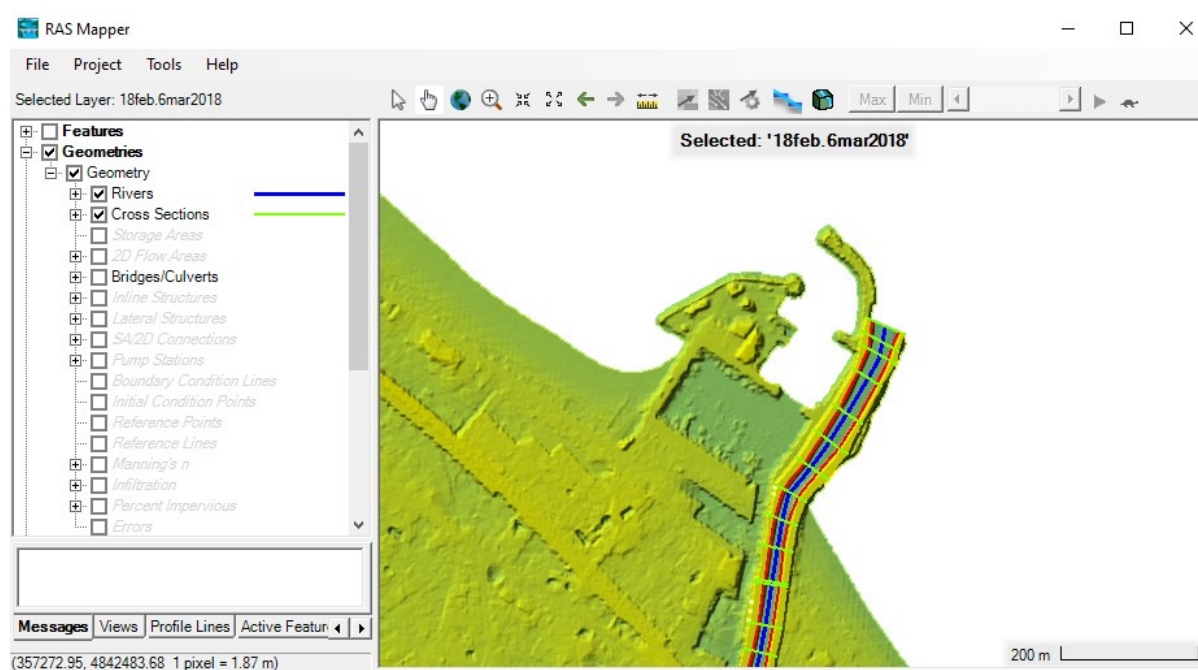 RAS Mapper
File Project Tools Help
Selected Layer: 18feb.6mar2018
Max Min
Features
Geometries
Geometry
Rivers
Cross Sections
Storage Areas
2D Flow Areas
Bridges/Culverts
Inline Structures
Lateral Structures
SA/2D Connections
Pump Stations
Boundary Condition Lines
Initial Condition Points
Reference Points
Reference Lines
Manning's n
Infiltration
Percent Impervious
Errors
Messages Views Profile Lines Active Featur
(357272.95, 4842483.68 1 pixel = 1.87 m)
Selected: '18feb.6mar2018'
200 m